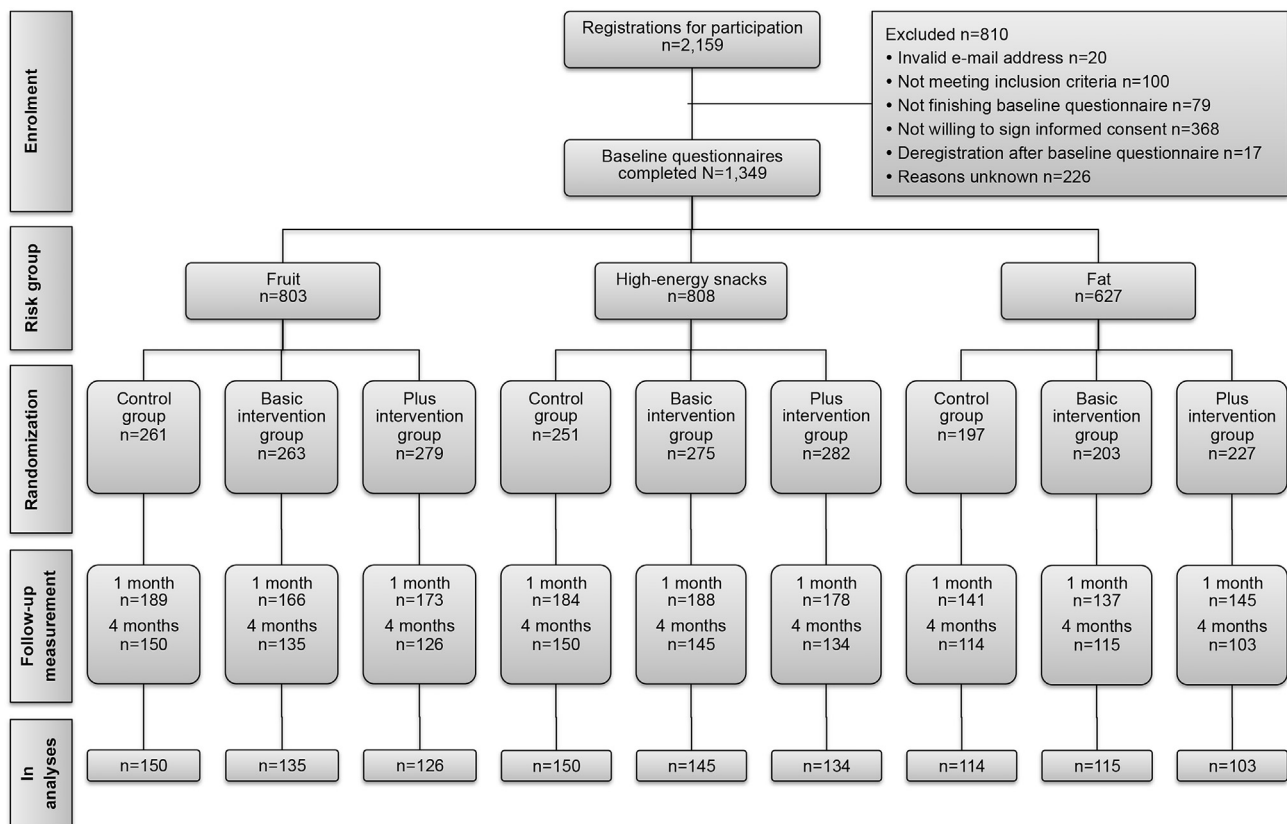 Enrolment
Registrations for participation
n=2,159
Excluded n=810
• Invalid e-mail address n=20
• Not meeting inclusion criteria n=100
• Not finishing baseline questionnaire n=79
• Not willing to sign informed consent n=368
• Deregistration after baseline questionnaire n=17
• Reasons unknown n=226
Baseline questionnaires
completed N=1,349
Risk group
Fruit
n=803
High-energy snacks
n=808
Fat
n=627
Randomization
Control
group
n=261
Basic
intervention
group
n=263
Plus
intervention
group
n=279
Control
group
n=251
Basic
intervention
group
n=275
Plus
intervention
group
n=282
Control
group
n=197
Basic
intervention
group
n=203
Plus
intervention
group
n=227
Follow-up
measurement
1 month
n=189
4 months
n=150
1 month
n=166
4 months
n=135
1 month
n=173
4 months
n=126
1 month
n=184
4 months
n=150
1 month
n=188
4 months
n=145
1 month
n=178
4 months
n=134
1 month
n=141
4 months
n=114
1 month
n=137
4 months
n=115
1 month
n=145
4 months
n=103
In
analyses
n=150
n=135
n=126
n=150
n=145
n=134
n=114
n=115
n=103